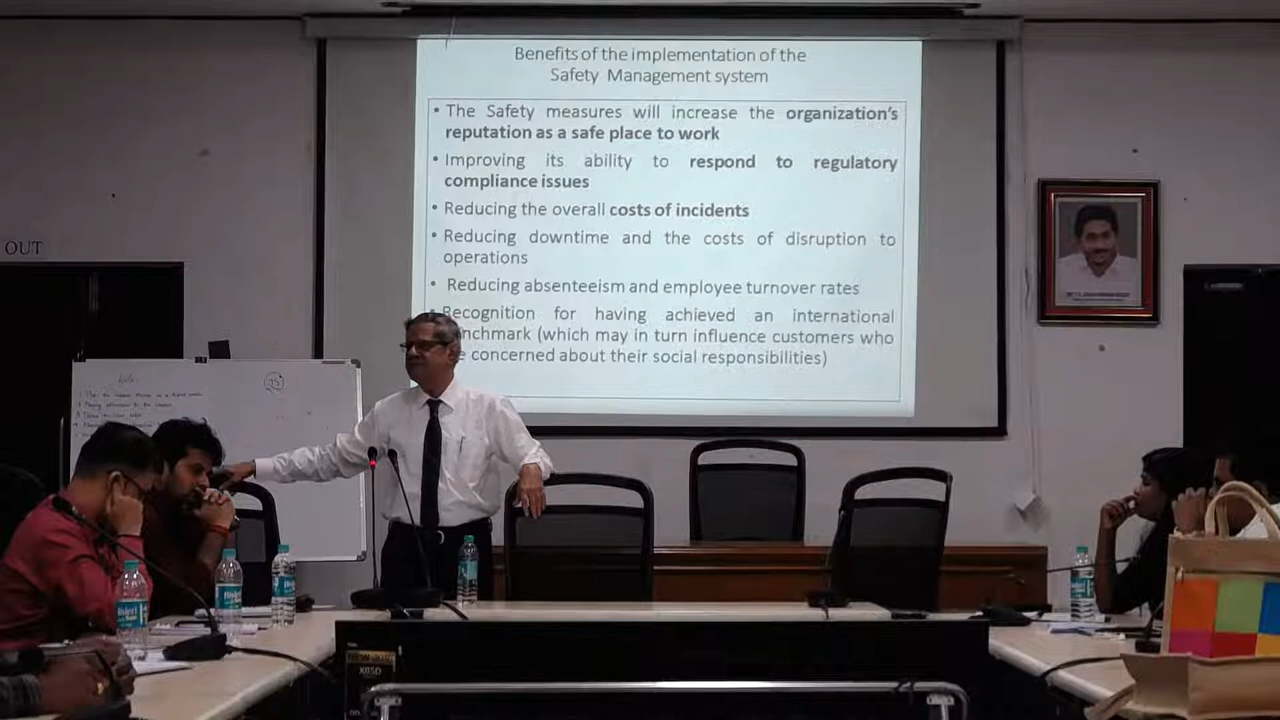 Benefits of the implementation of the
Safety Management system
• The Safety measures will increase the organization's
reputation as a safe place to work
• Improving its ability to respond to regulatory
compliance issues
• Reducing the overall costs of incidents
• Reducing downtime and the costs of disruption to
operations
• Reducing absenteeism and employee turnover rates
Recognition for having achieved an international
nchmark (which may in turn influence customers who
e concerned about their social responsibilities)
OUT
Bisleri